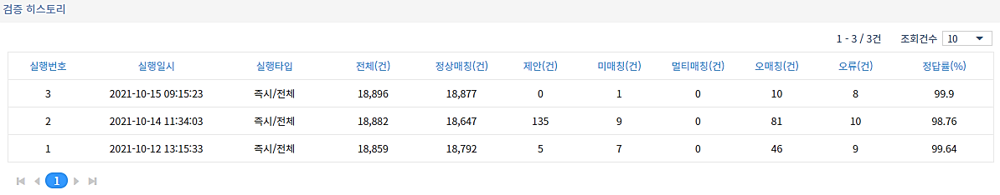 검증 히스토리
1 - 3 / 3건 조회건수 10
실행번호 실행일시 실행타입 전체(건) 정상매칭(건) 제안(건) 미매칭(건) 멀티매칭(건) 오매칭(건) 오류(건) 정답률(%)
3 2021-10-15 09:15:23 즉시/전체 18,896 18,877 0 1 0 10 8 99.9
2 2021-10-14 11:34:03 즉시/전체 18,882 18,647 135 9 0 81 10 98.76
1 2021-10-12 13:15:33 즉시/전체 18,859 18,792 5 7 0 46 9 99.64
1